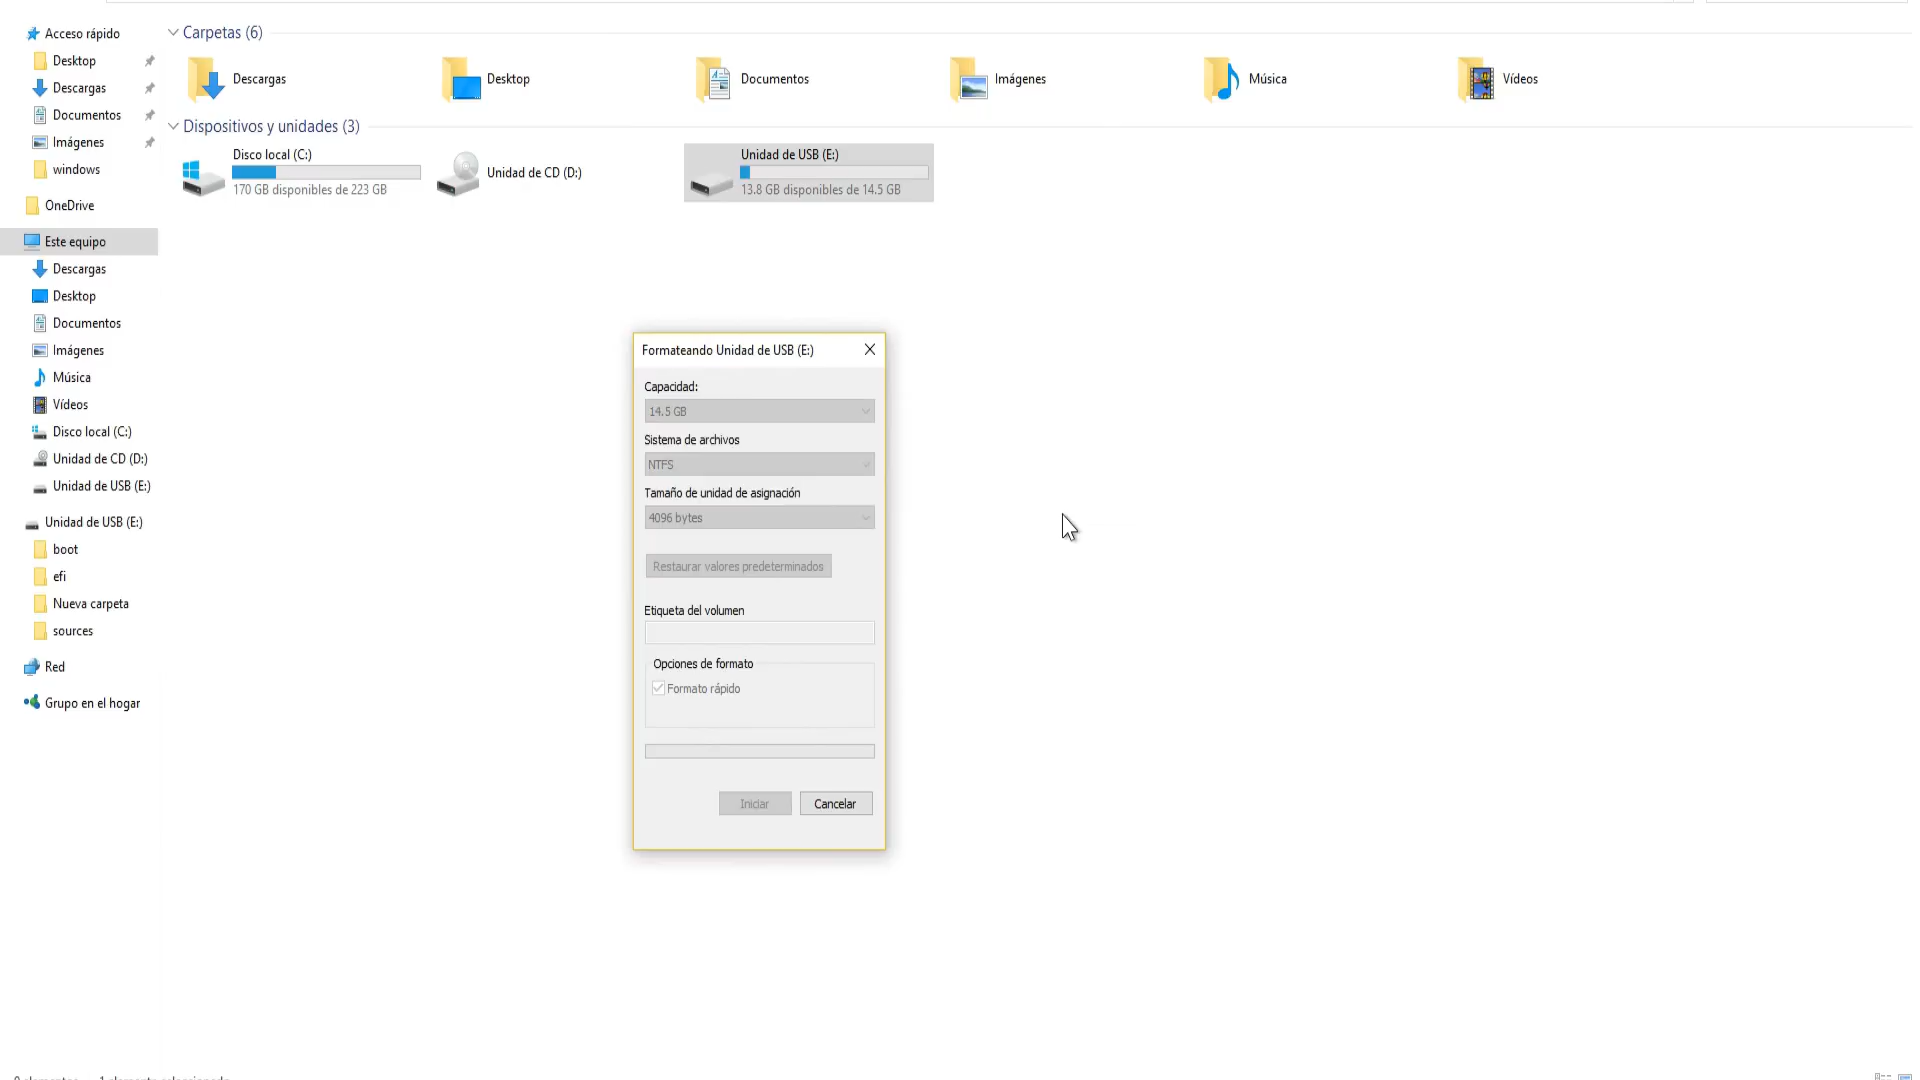 Acceso rápido
Desktop
Descargas
Documentos
Imágenes
windows
OneDrive
Este equipo
Descargas
Desktop
Documentos
Imágenes
Música
Vídeos
Disco local (C:)
Unidad de CD (D:)
Unidad de USB (E:)
Unidad de USB (E:)
boot
efi
Nueva carpeta
sources
Red
Grupo en el hogar
Carpetas (6)
Descargas
Desktop
Documentos
Imágenes
Música
Vídeos
Dispositivos y unidades (3)
Disco local (C:)
170 GB disponibles de 223 GB
Unidad de CD (D:)
Unidad de USB (E:)
13.8 GB disponibles de 14.5 GB
Formateando Unidad de USB (E:)
Capacidad:
14.5 GB
Sistema de archivos
NTFS
Tamaño de unidad de asignación
4096 bytes
Restaurar valores predeterminados
Etiqueta del volumen
Opciones de formato
Formato rápido
Iniciar
Cancelar